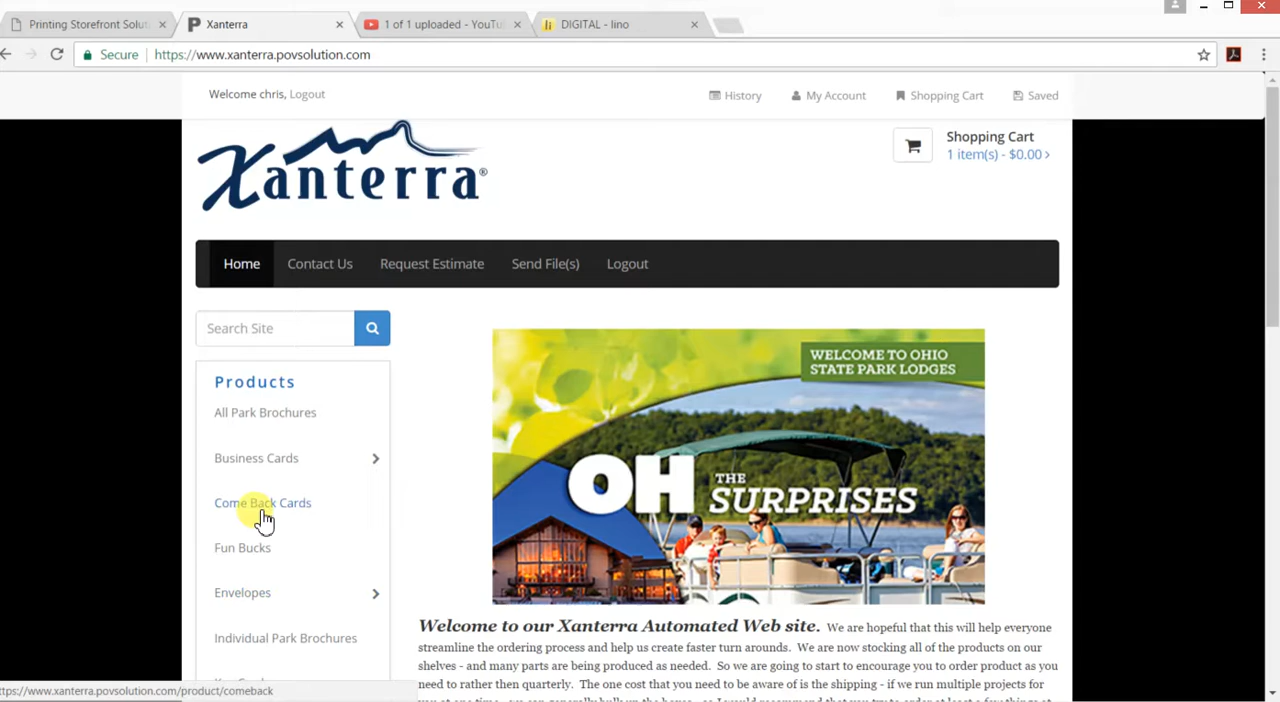 Printing Storefront Solut
Xanterra
1 of 1 uploaded - YouTu
DIGITAL - lino
Secure
https://www.xanterra.povsolution.com
Welcome chris, Logout
History
My Account
Shopping Cart
Saved
Xanterra®
Shopping Cart
1 item(s) - $0.00
Home
Contact Us
Request Estimate
Send File(s)
Logout
Search Site
Products
All Park Brochures
Business Cards
Come Back Cards
Fun Bucks
Envelopes
Individual Park Brochures
WELCOME TO OHIO
STATE PARK LODGES
OH THE SURPRISES
Welcome to our Xanterra Automated Web site. We are hopeful that this will help everyone
streamline the ordering process and help us create faster turn arounds. We are now stocking all of the products on our
shelves - and many parts are being produced as needed. So we are going to start to encourage you to order product as you
need to rather then quarterly. The one cost that you need to be aware of is the shipping - if we run multiple projects for
ttps://www.xanterra.povsolution.com/product/comeback